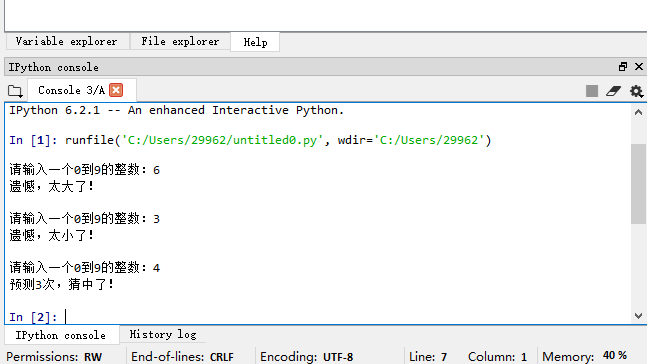 Variable explorer File explorer Help
IPython console
Console 3/A
IPython 6.2.1 -- An enhanced Interactive Python.
In [1]: runfile('C:/Users/29962/untitled0.py', wdir='C:/Users/29962')
请输入一个0到9的整数：6
遗憾，太大了！
请输入一个0到9的整数：3
遗憾，太小了！
请输入一个0到9的整数：4
预测3次，猜中了！
In [2]:
IPython console History log
Permissions: RW End-of-lines: CRLF Encoding: UTF-8 Line: 7 Column: 1 Memory: 40 %